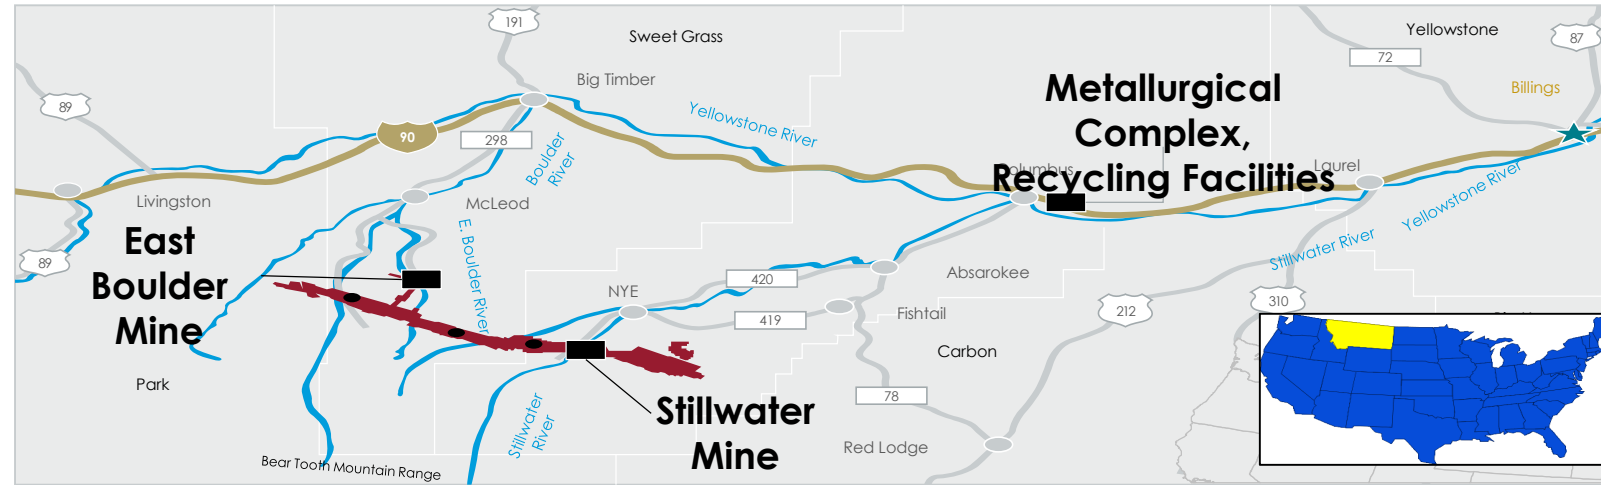 191
Sweet Grass
Yellowstone
87
72
Big Timber
Metallurgical
Complex,
Recycling Facilities
Billings
89
90
298
Yellowstone River
Boulder
River
Columbus
Laurel
Livingston
McLeod
Yellowstone River
East
Boulder
Mine
E. Boulder River
Stillwater River
89
420
Absarokee
NYE
310
212
419
Fishtail
Carbon
Park
78
Stillwater
Mine
Stillwater
River
Red Lodge
Bear Tooth Mountain Range